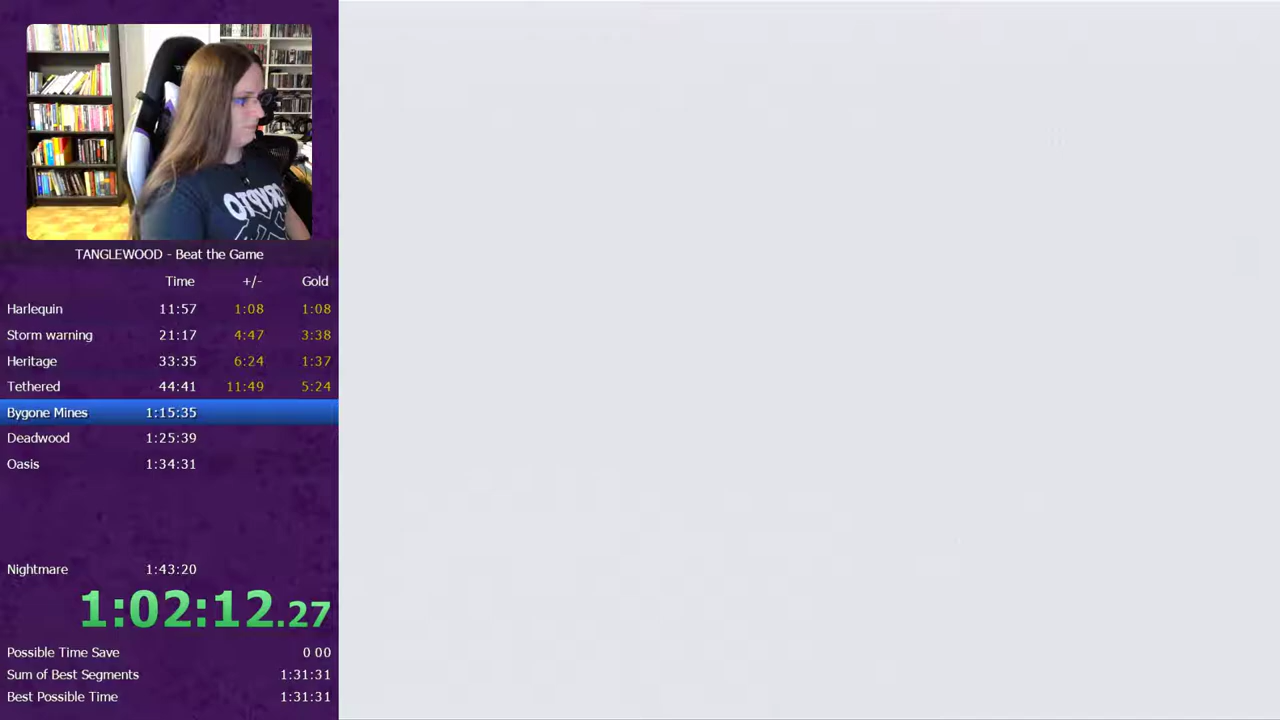 TANGLEWOOD - Beat the Game
Time +/- Gold
Harlequin 11:57 1:08 1:08
Storm warning 21:17 4:47 3:38
Heritage 33:35 6:24 1:37
Tethered 44:41 11:49 5:24
Bygone Mines 1:15:35
Deadwood 1:25:39
Oasis 1:34:31
Nightmare 1:43:20
1:02:12.27
Possible Time Save 0 00
Sum of Best Segments 1:31:31
Best Possible Time 1:31:31